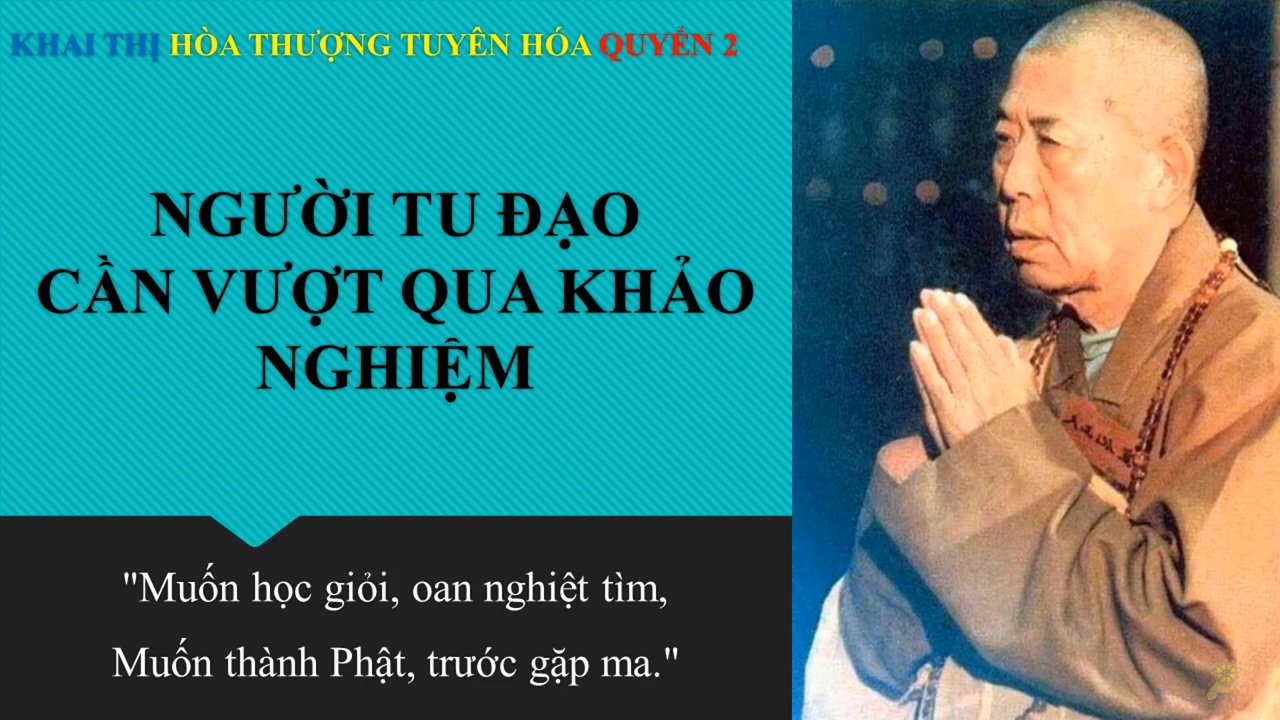 KHAI THỊ HÒA THƯỢNG TUYÊN HÓA QUYỂN 2
NGƯỜI TU ĐẠO
CẦN VƯỢT QUA KHẢO
NGHIỆM
"Muốn học giỏi, oan nghiệt tìm,
Muốn thành Phật, trước gặp ma."